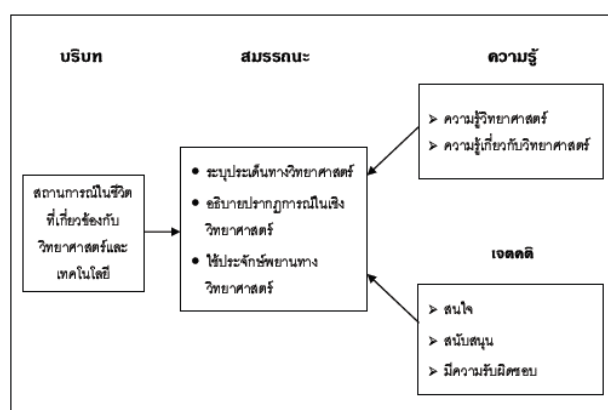 บริบท
สมรรถนะ
ความรู้
สถานการณ์ในชีวิต
ที่เกี่ยวข้องกับ
วิทยาศาสตร์และ
เทคโนโลยี
● ระบุประเด็นทางวิทยาศาสตร์
● อธิบายปรากฏการณ์ในเชิง
วิทยาศาสตร์
● ใช้ประจักษ์พยานทาง
วิทยาศาสตร์
➢ ความรู้วิทยาศาสตร์
➢ ความรู้เกี่ยวกับวิทยาศาสตร์
เจตคติ
➢ สนใจ
➢ สนับสนุน
➢ มีความรับผิดชอบ